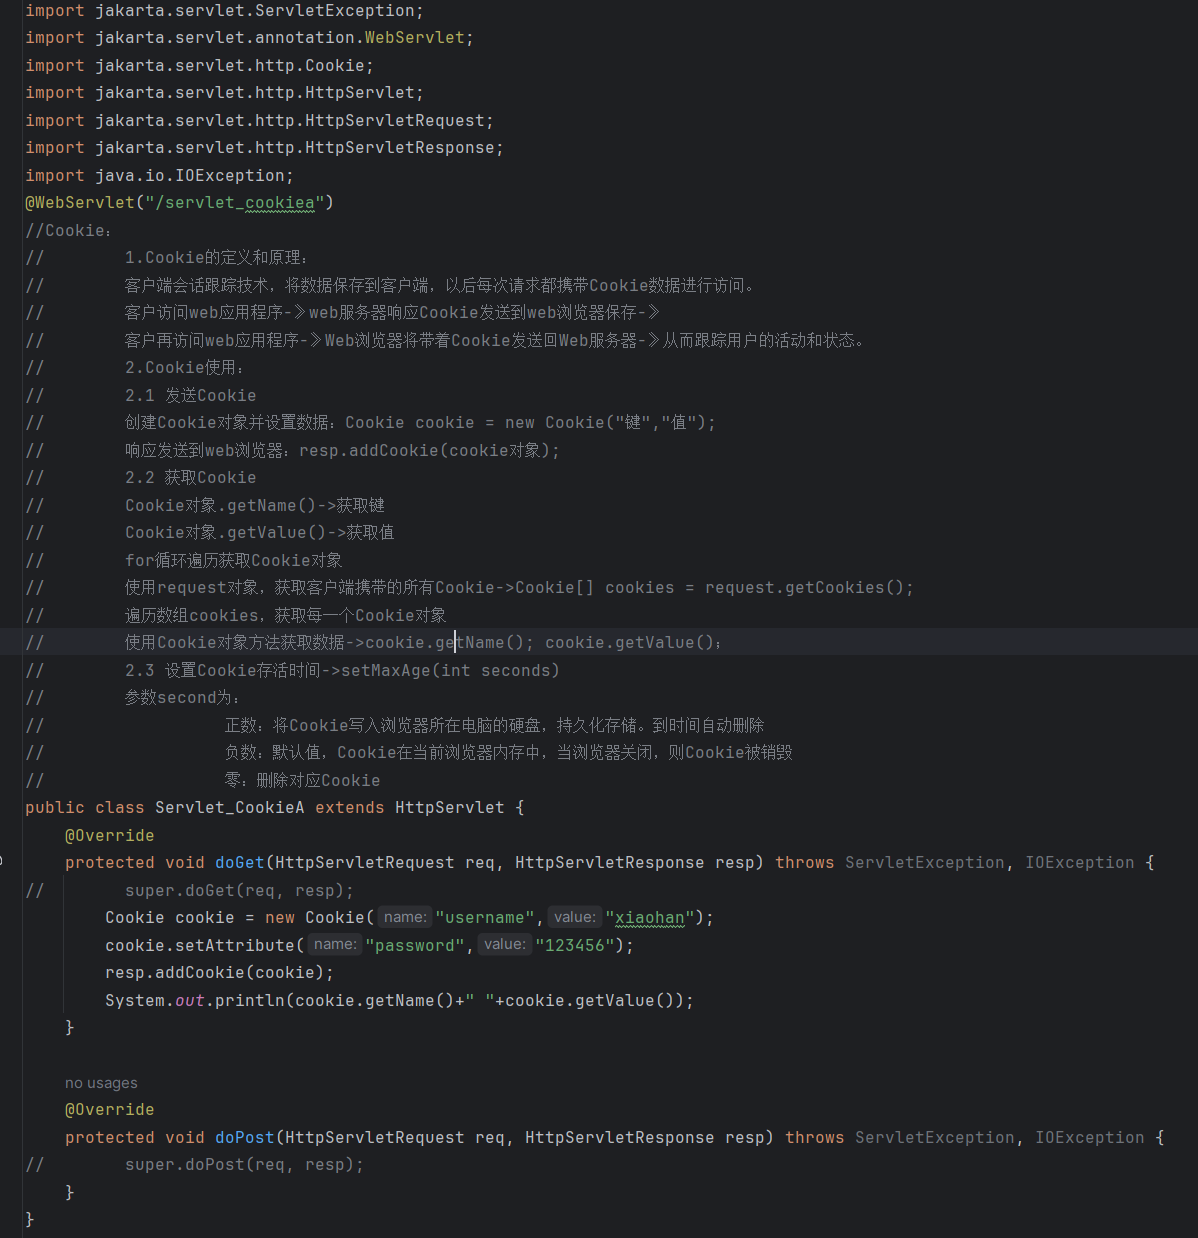 import jakarta.servlet.ServletException;
import jakarta.servlet.annotation.WebServlet;
import jakarta.servlet.http.Cookie;
import jakarta.servlet.http.HttpServlet;
import jakarta.servlet.http.HttpServletRequest;
import jakarta.servlet.http.HttpServletResponse;
import java.io.IOException;
@WebServlet("/servlet_cookiea")
//Cookie：
//        1.Cookie的定义和原理：
//        客户端会话跟踪技术，将数据保存到客户端，以后每次请求都携带Cookie数据进行访问。
//        客户访问web应用程序-》web服务器响应Cookie发送到web浏览器保存-》
//        客户再访问web应用程序-》Web浏览器将带着Cookie发送回Web服务器-》从而跟踪用户的活动和状态。
//        2.Cookie使用：
//        2.1 发送Cookie
//        创建Cookie对象并设置数据：Cookie cookie = new Cookie("键","值");
//        响应发送到web浏览器：resp.addCookie(cookie对象);
//        2.2 获取Cookie
//        Cookie对象.getName()->获取键
//        Cookie对象.getValue()->获取值
//        for循环遍历获取Cookie对象
//        使用request对象，获取客户端携带的所有Cookie->Cookie[] cookies = request.getCookies();
//        遍历数组cookies，获取每一个Cookie对象
//        使用Cookie对象方法获取数据->cookie.getName(); cookie.getValue()；
//        2.3 设置Cookie存活时间->setMaxAge(int seconds)
//        参数second为：
//                  正数：将Cookie写入浏览器所在电脑的硬盘，持久化存储。到时间自动删除
//                  负数：默认值，Cookie在当前浏览器内存中，当浏览器关闭，则Cookie被销毁
//                  零：删除对应Cookie
public class Servlet_CookieA extends HttpServlet {
    @Override
    protected void doGet(HttpServletRequest req, HttpServletResponse resp) throws ServletException, IOException {
//        super.doGet(req, resp);
        Cookie cookie = new Cookie( name: "username", value: "xiaohan");
        cookie.setAttribute( name: "password", value: "123456");
        resp.addCookie(cookie);
        System.out.println(cookie.getName()+" "+cookie.getValue());
    }
    no usages
    @Override
    protected void doPost(HttpServletRequest req, HttpServletResponse resp) throws ServletException, IOException {
//        super.doPost(req, resp);
    }
}